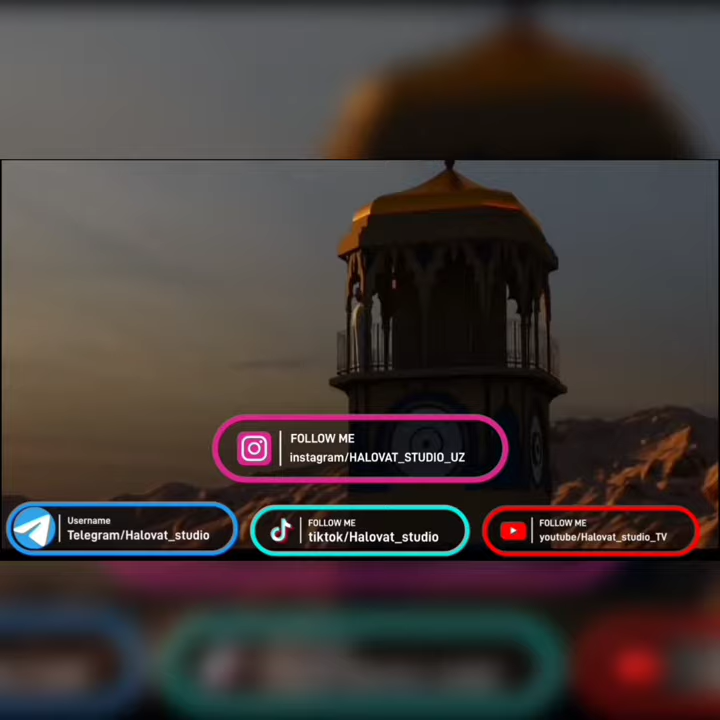 FOLLOW ME
instagram/HALOVAT_STUDIO_UZ
Username
Telegram/Halovat_studio
FOLLOW ME
tiktok/Halovat_studio
FOLLOW ME
youtube/Halovat_studio_TV